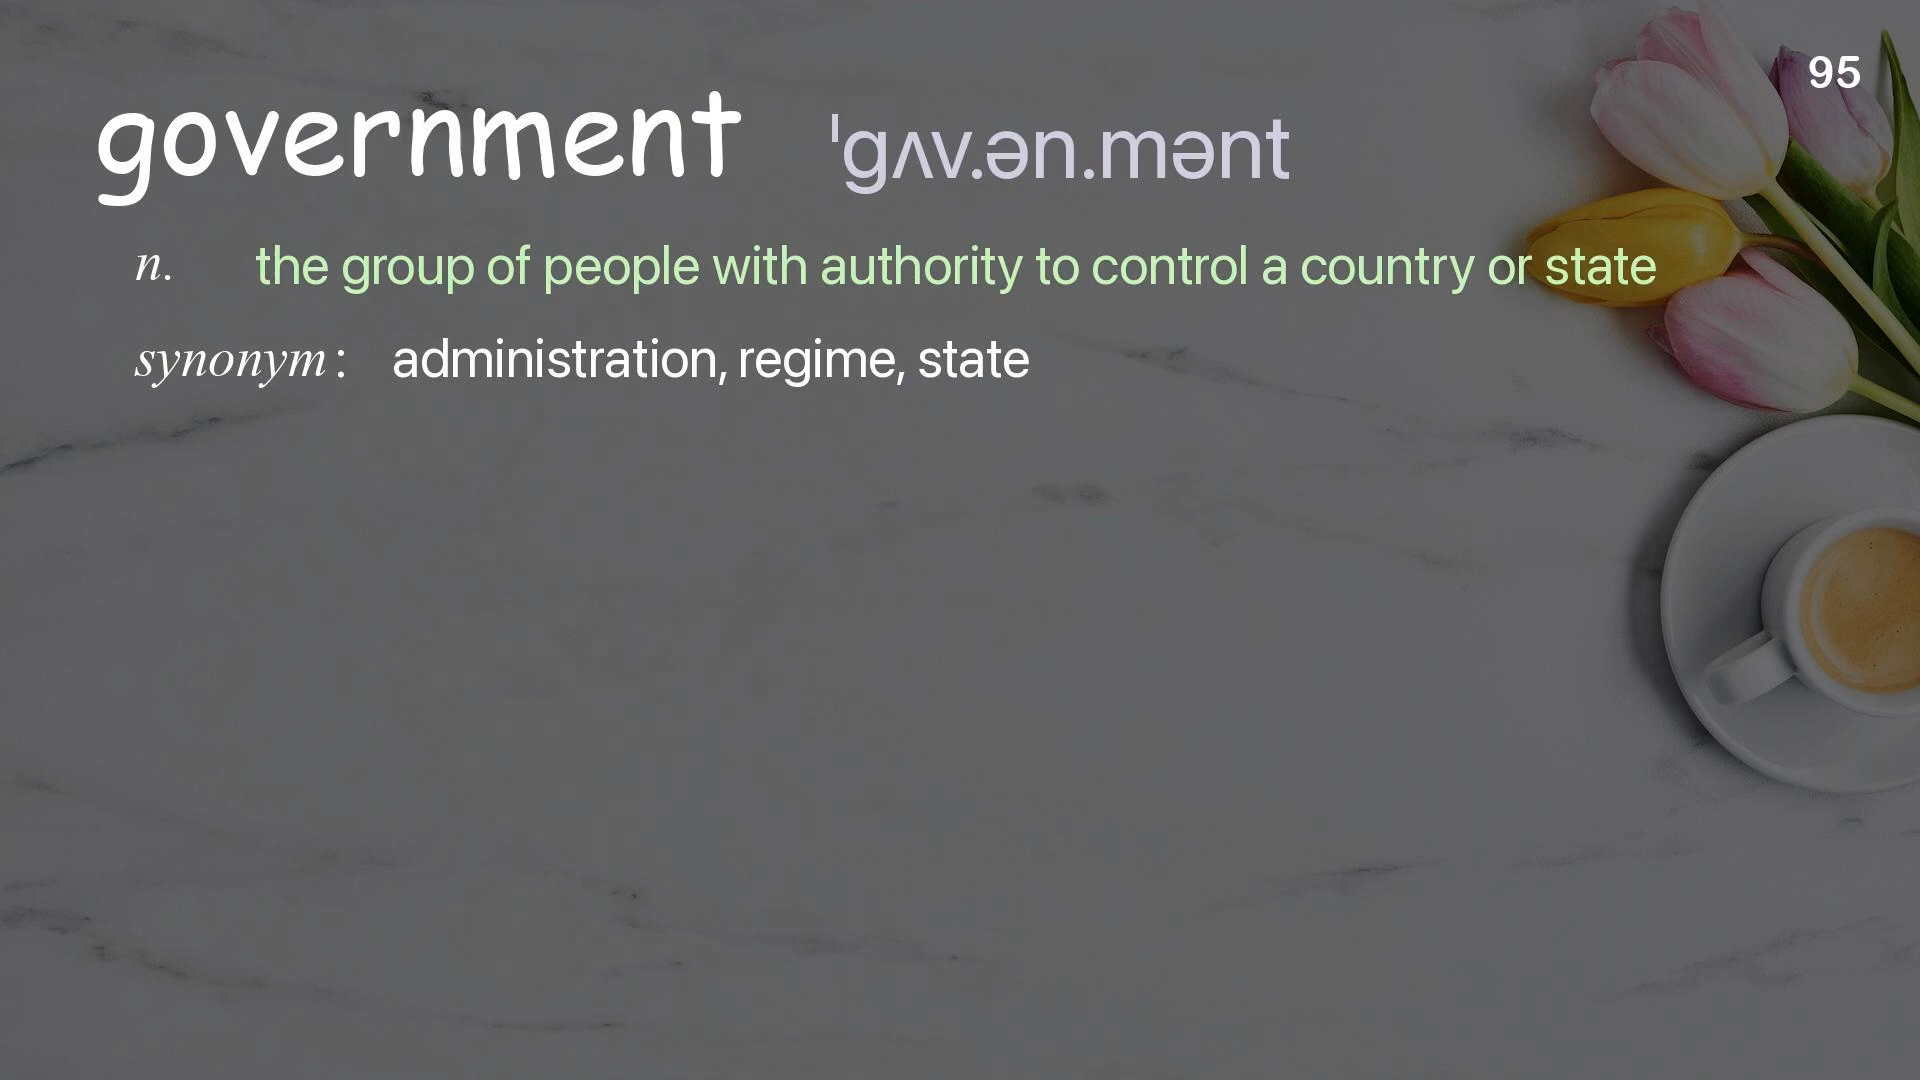 95
government ˈɡʌv.ən.mənt
n. the group of people with authority to control a country or state
synonym: administration, regime, state